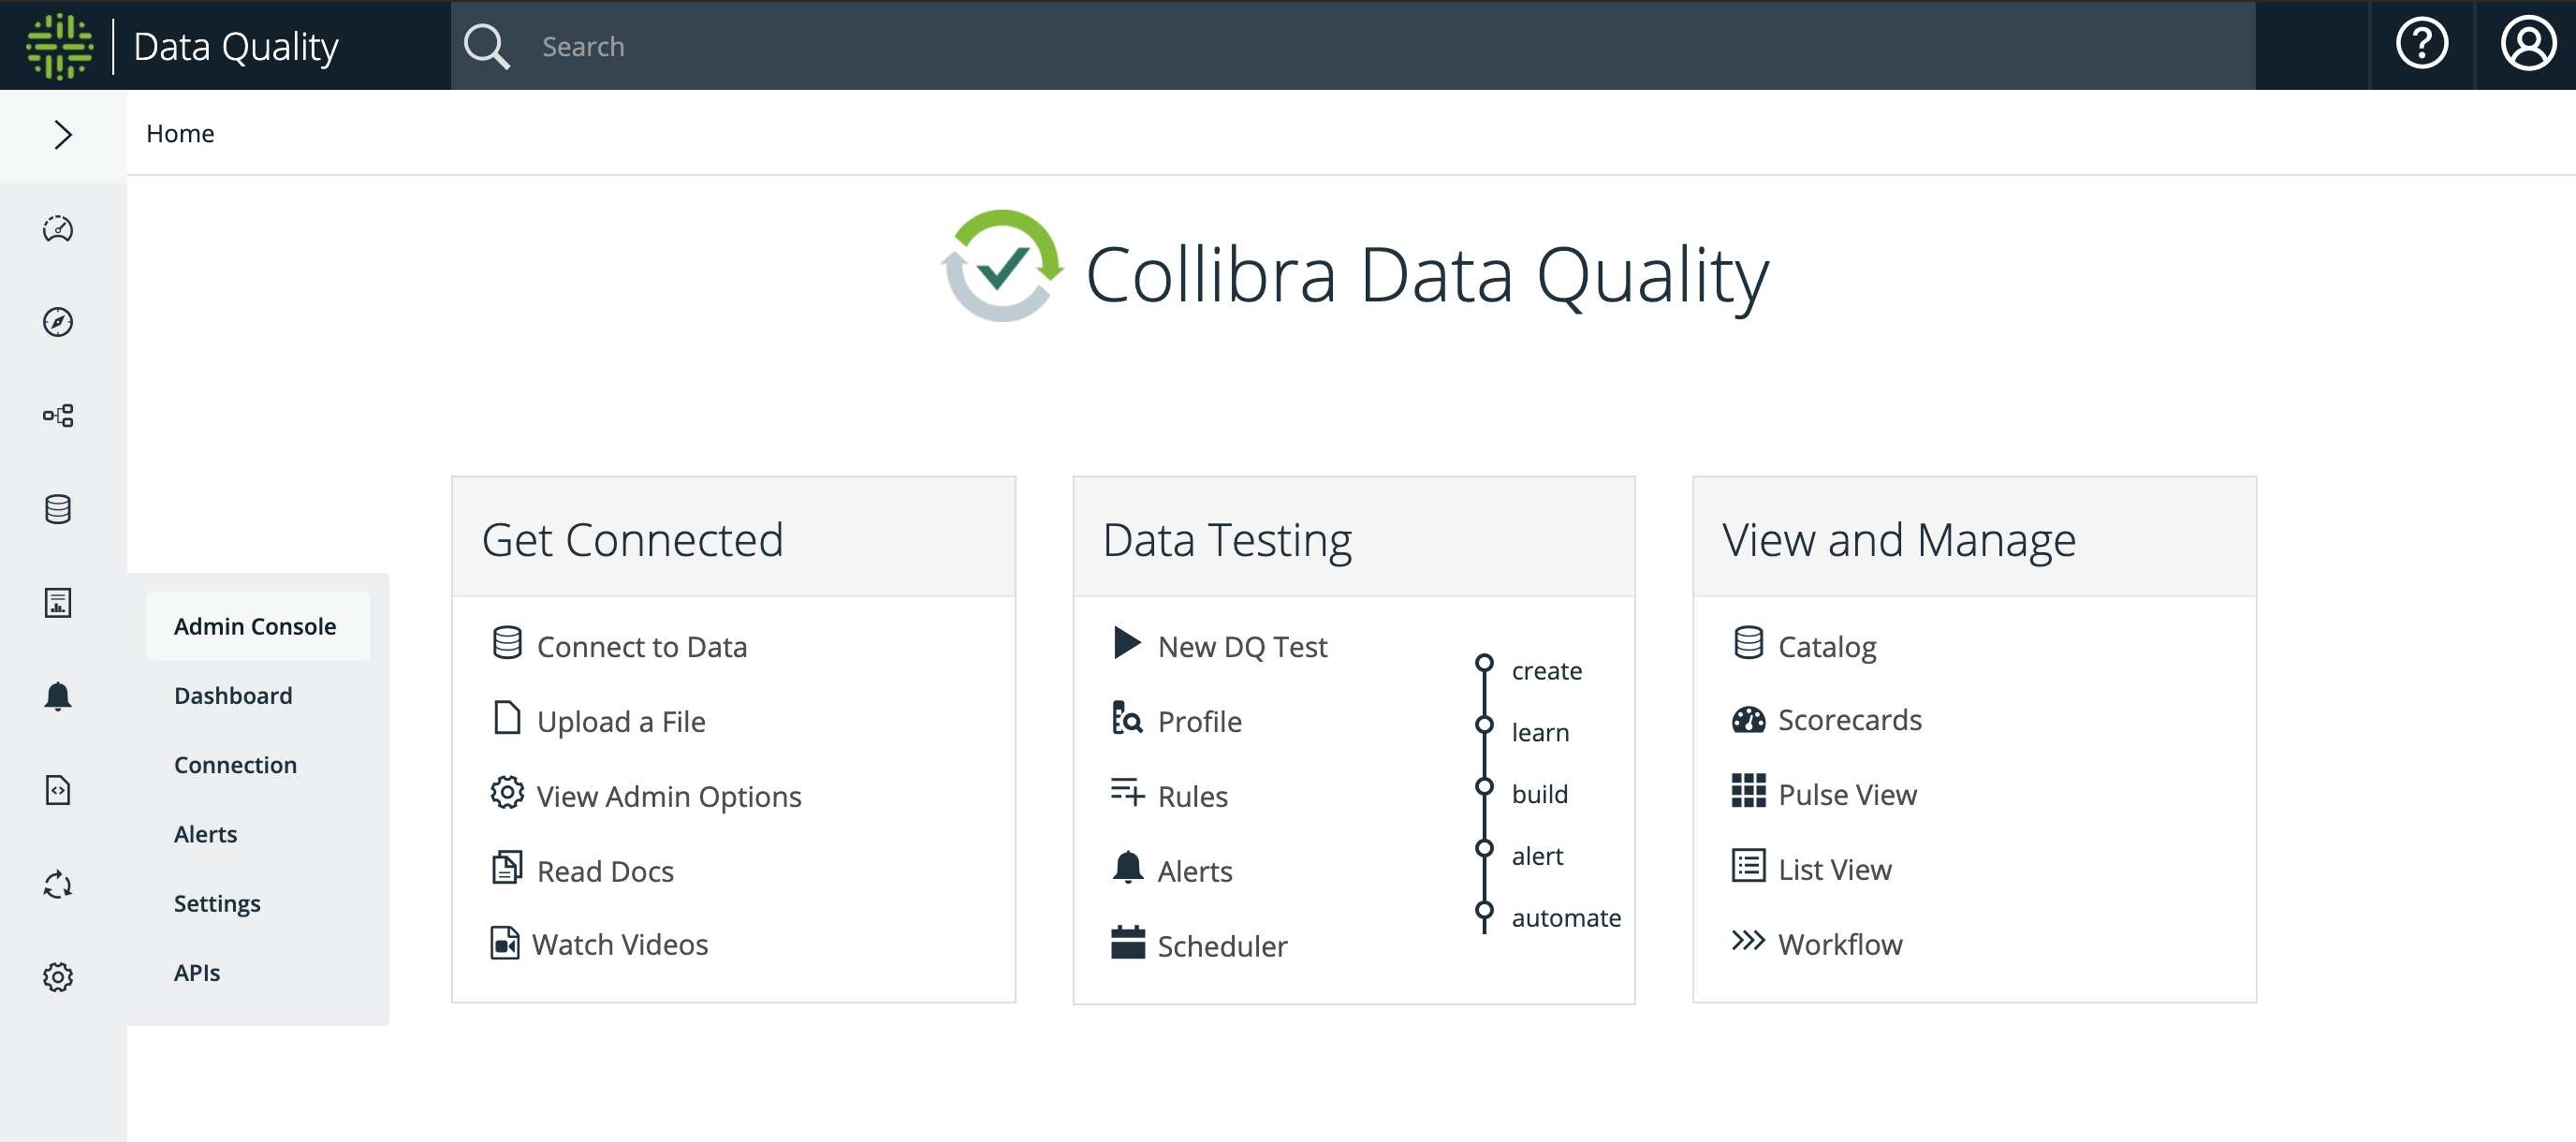 Data Quality
Search
Home
Collibra Data Quality
Admin Console
Dashboard
Connection
Alerts
Settings
APIs
Get Connected
Connect to Data
Upload a File
View Admin Options
Read Docs
Watch Videos
Data Testing
New DQ Test
Profile
Rules
Alerts
Scheduler
create
learn
build
alert
automate
View and Manage
Catalog
Scorecards
Pulse View
List View
Workflow